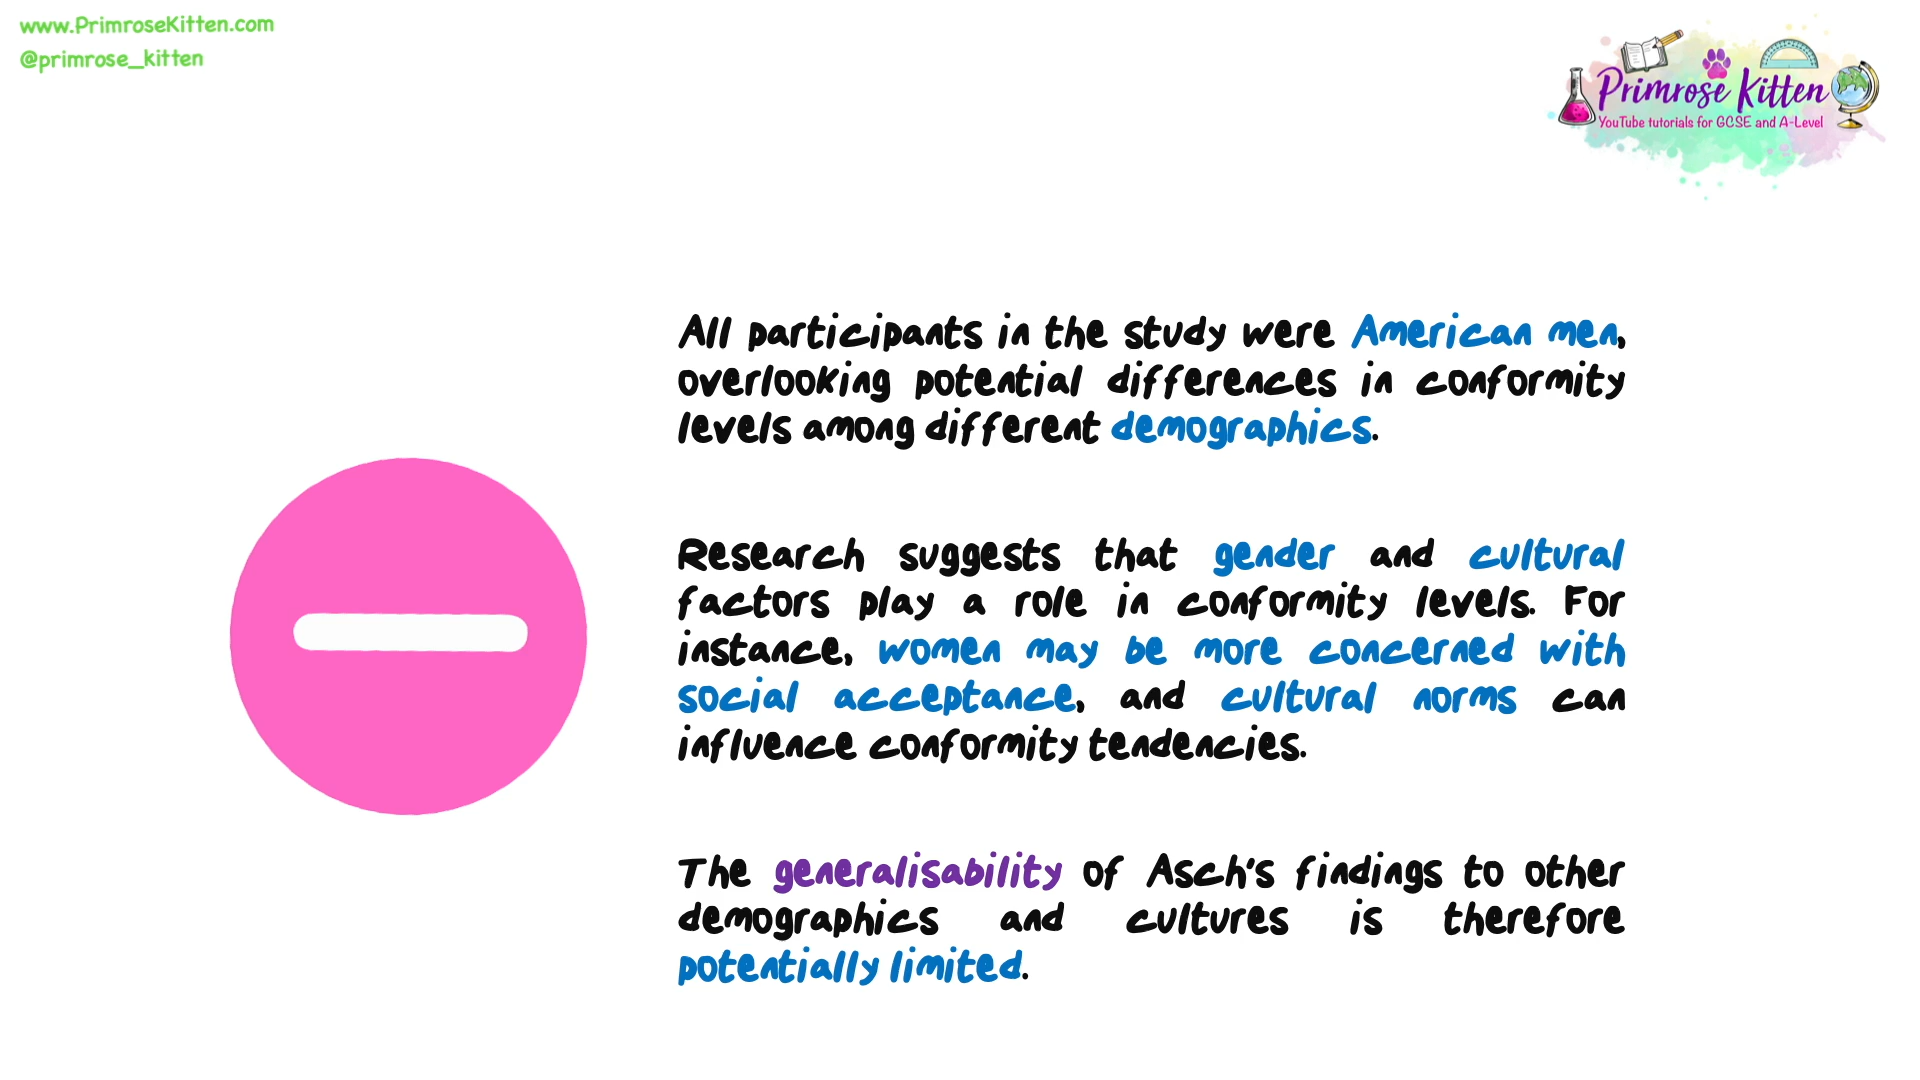 www.PrimroseKitten.com
@primrose_kitten
Primrose Kitten
YouTube tutorials for GCSE and A-Level
All participants in the study were American men,
overlooking potential differences in conformity
levels among different demographics.
Research suggests that gender and cultural
factors play a role in conformity levels. For
instance, women may be more concerned with
social acceptance, and cultural norms can
influence conformity tendencies.
The generalisability of Asch's findings to other
demographics and cultures is therefore
potentially limited.